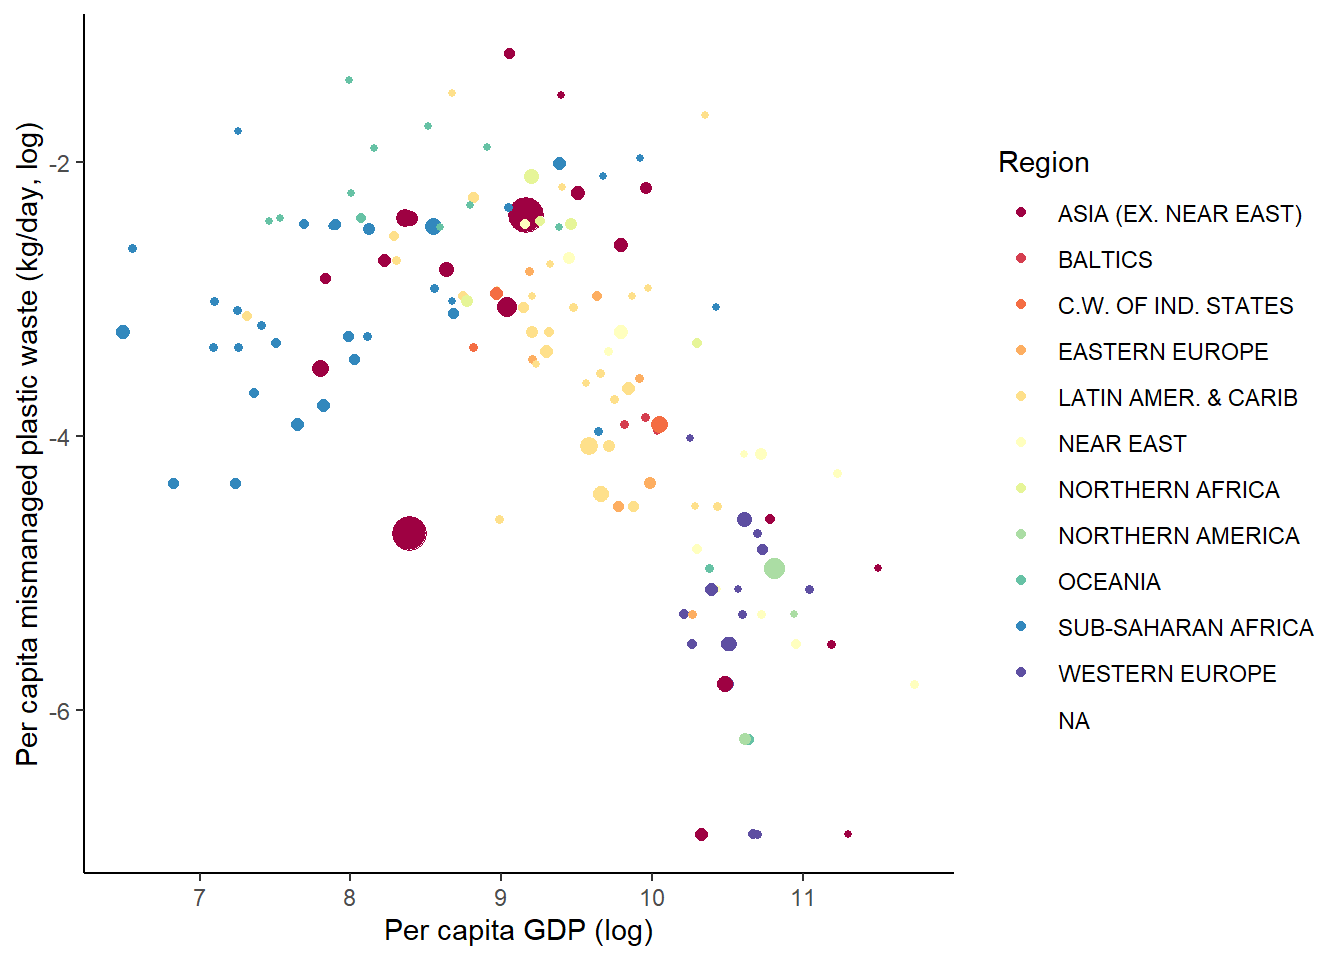 Per capita mismanaged plastic waste (kg/day, log)
-2
-4
-6
7
8
9
10
11
Per capita GDP (log)
Region
ASIA (EX. NEAR EAST)
BALTICS
C.W. OF IND. STATES
EASTERN EUROPE
LATIN AMER. & CARIB
NEAR EAST
NORTHERN AFRICA
NORTHERN AMERICA
OCEANIA
SUB-SAHARAN AFRICA
WESTERN EUROPE
NA